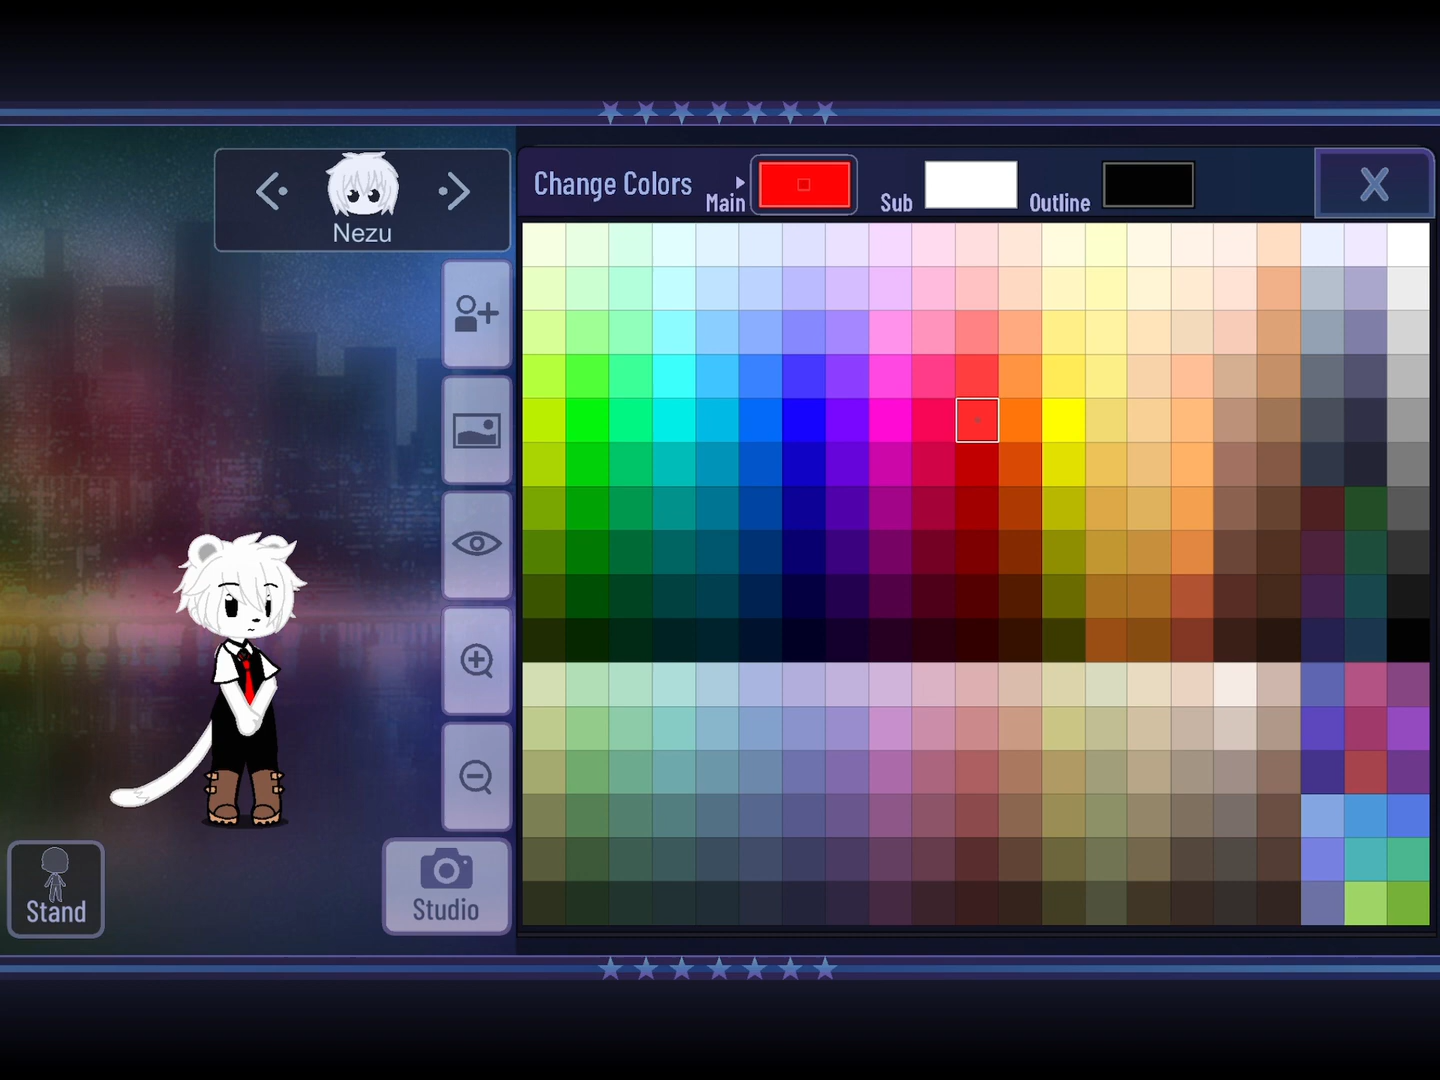 Nezu
Change Colors
Main
Sub
Outline
X
Stand
Studio